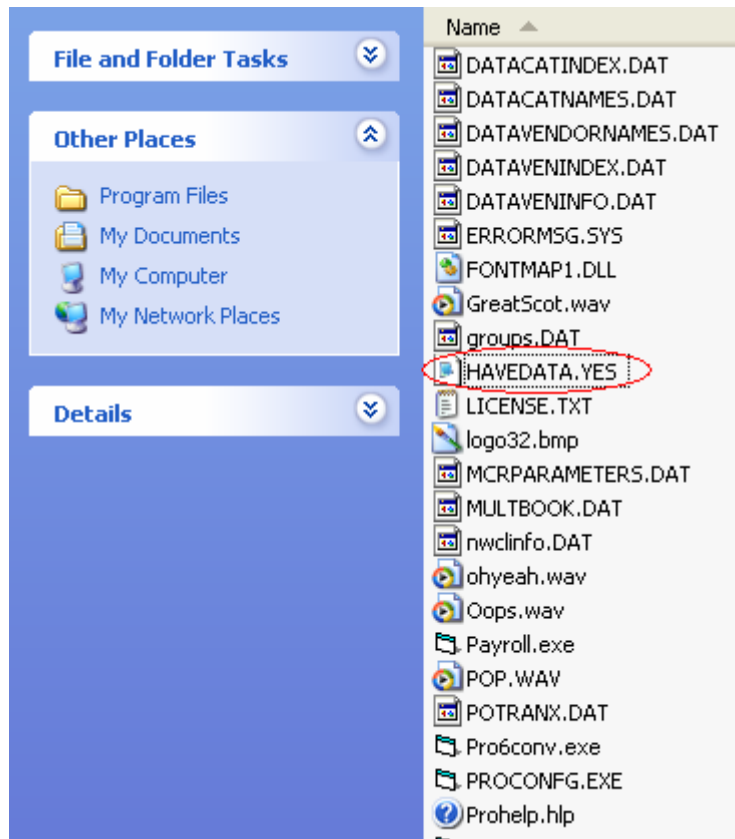 File and Folder Tasks
Other Places
Program Files
My Documents
My Computer
My Network Places
Details
Name
DATACATINDEX.DAT
DATACATNAMES.DAT
DATAVENDORNAMES.DAT
DATAVENINDEX.DAT
DATAVENINFO.DAT
ERRORMSG.SYS
FONTMAP1.DLL
GreatScot.wav
groups.DAT
HAVEDATA.YES
LICENSE.TXT
logo32.bmp
MCRPARAMETERS.DAT
MULTBOOK.DAT
nwclinfo.DAT
ohyeah.wav
Oops.wav
Payroll.exe
POP.WAV
POTRANX.DAT
Pro6conv.exe
PROCONFG.EXE
Prohelp.hlp